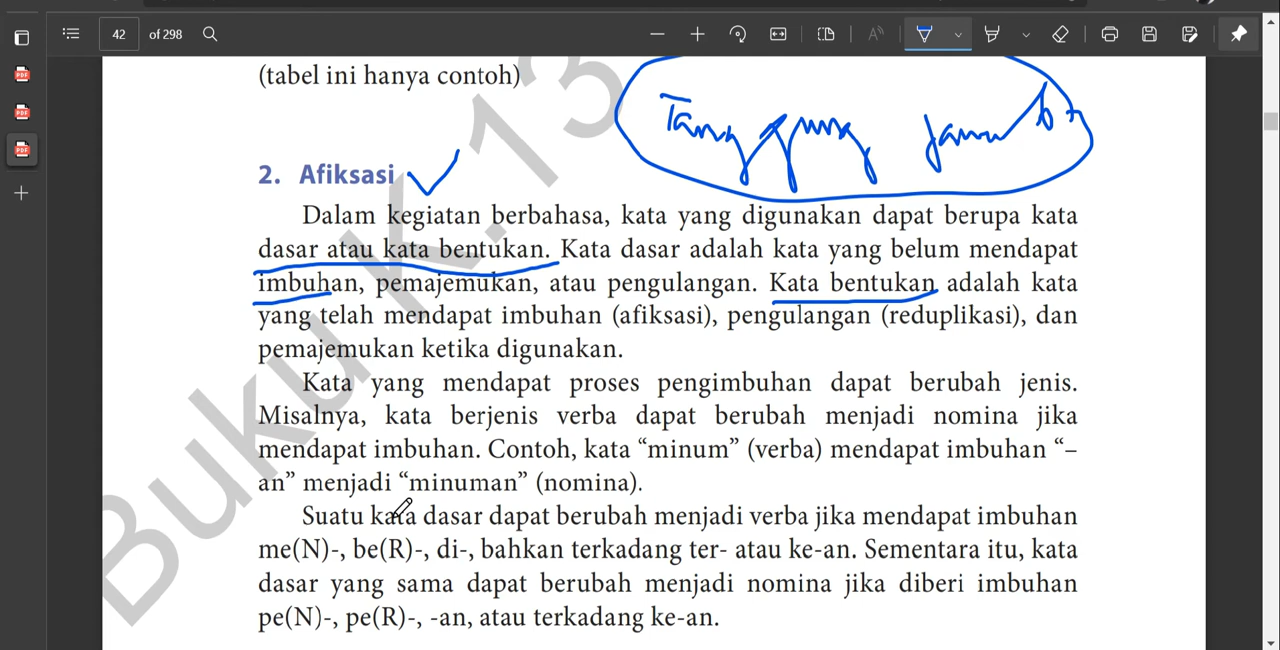 42 of 298
(tabel ini hanya contoh)
Tanggung jawab
2. Afiksasi
Dalam kegiatan berbahasa, kata yang digunakan dapat berupa kata
dasar atau kata bentukan. Kata dasar adalah kata yang belum mendapat
imbuhan, pemajemukan, atau pengulangan. Kata bentukan adalah kata
yang telah mendapat imbuhan (afiksasi), pengulangan (reduplikasi), dan
pemajemukan ketika digunakan.
Kata yang mendapat proses pengimbuhan dapat berubah jenis.
Misalnya, kata berjenis verba dapat berubah menjadi nomina jika
mendapat imbuhan. Contoh, kata “minum” (verba) mendapat imbuhan “–
an” menjadi “minuman” (nomina).
Suatu kata dasar dapat berubah menjadi verba jika mendapat imbuhan
me(N)-, be(R)-, di-, bahkan terkadang ter- atau ke-an. Sementara itu, kata
dasar yang sama dapat berubah menjadi nomina jika diberi imbuhan
pe(N)-, pe(R)-, -an, atau terkadang ke-an.
Buku K.13